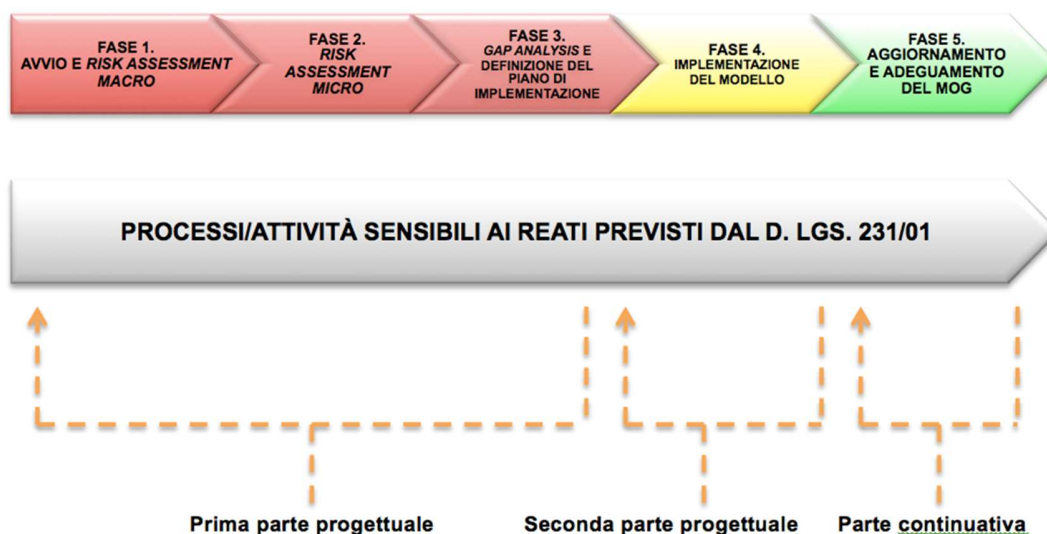 FASE 1.
AVVIO E RISK ASSESSMENT
MACRO
FASE 2.
RISK
ASSESSMENT
MICRO
FASE 3.
GAP ANALYSIS E
DEFINIZIONE DEL
PIANO DI
IMPLEMENTAZIONE
FASE 4.
IMPLEMENTAZIONE
DEL MODELLO
FASE 5.
AGGIORNAMENTO
E ADEGUAMENTO
DEL MOG
PROCESSI/ATTIVITÀ SENSIBILI AI REATI PREVISTI DAL D. LGS. 231/01
Prima parte progettuale
Seconda parte progettuale
Parte continuativa